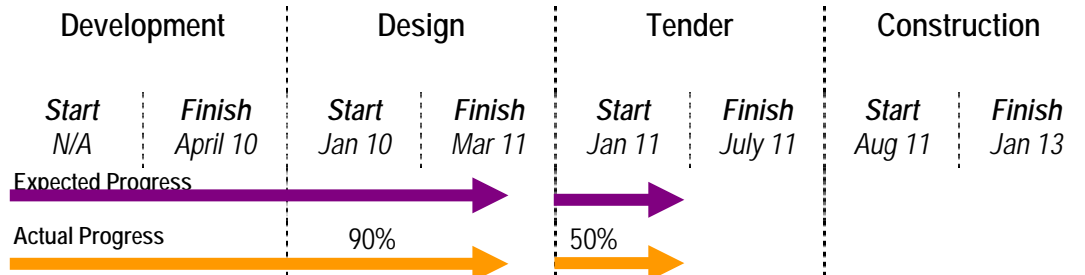 Development Design Tender Construction
Start Finish Start Finish Start Finish Start Finish
N/A April 10 Jan 10 Mar 11 Jan 11 July 11 Aug 11 Jan 13
Expected Progress
Actual Progress 90% 50%